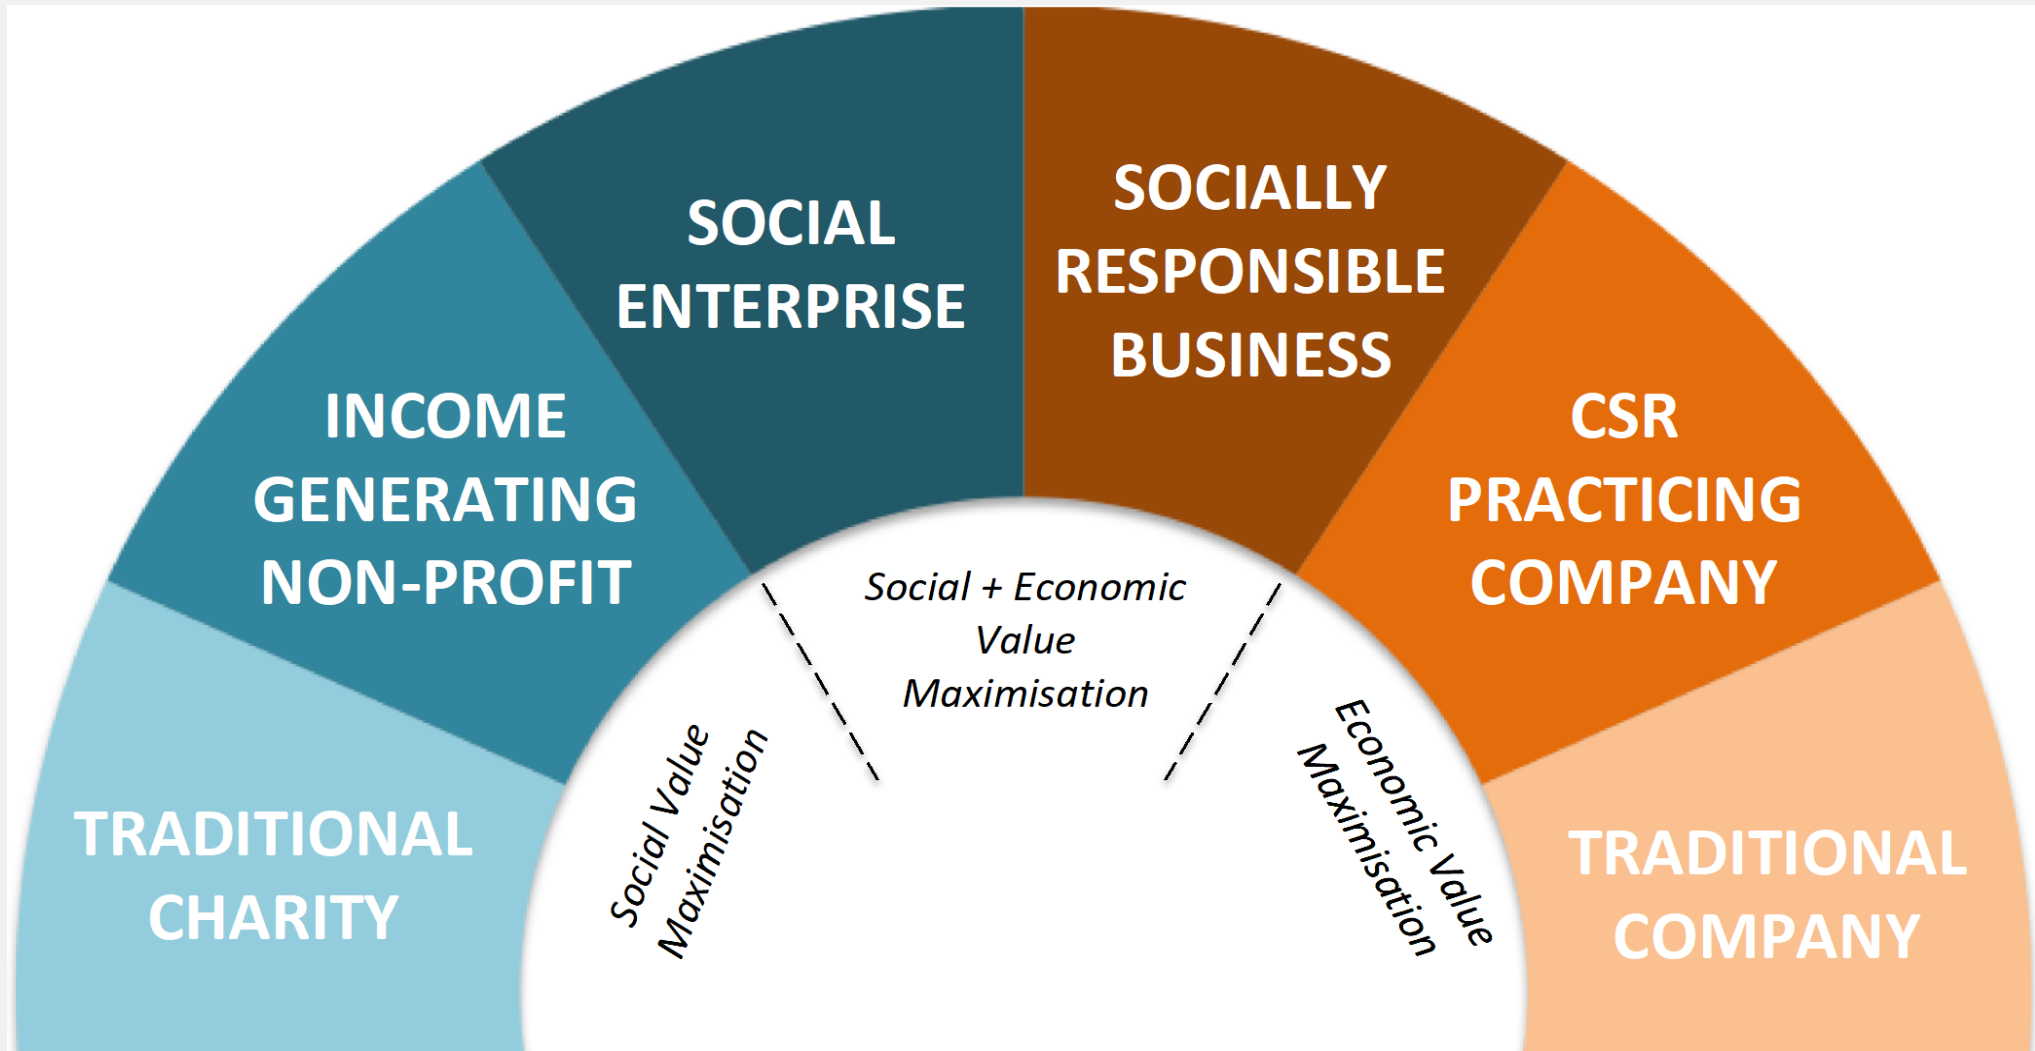 TRADITIONAL
CHARITY
INCOME
GENERATING
NON-PROFIT
SOCIAL
ENTERPRISE
SOCIALLY
RESPONSIBLE
BUSINESS
CSR
PRACTICING
COMPANY
TRADITIONAL
COMPANY
Social Value
Maximisation
Social + Economic
Value
Maximisation
Economic Value
Maximisation